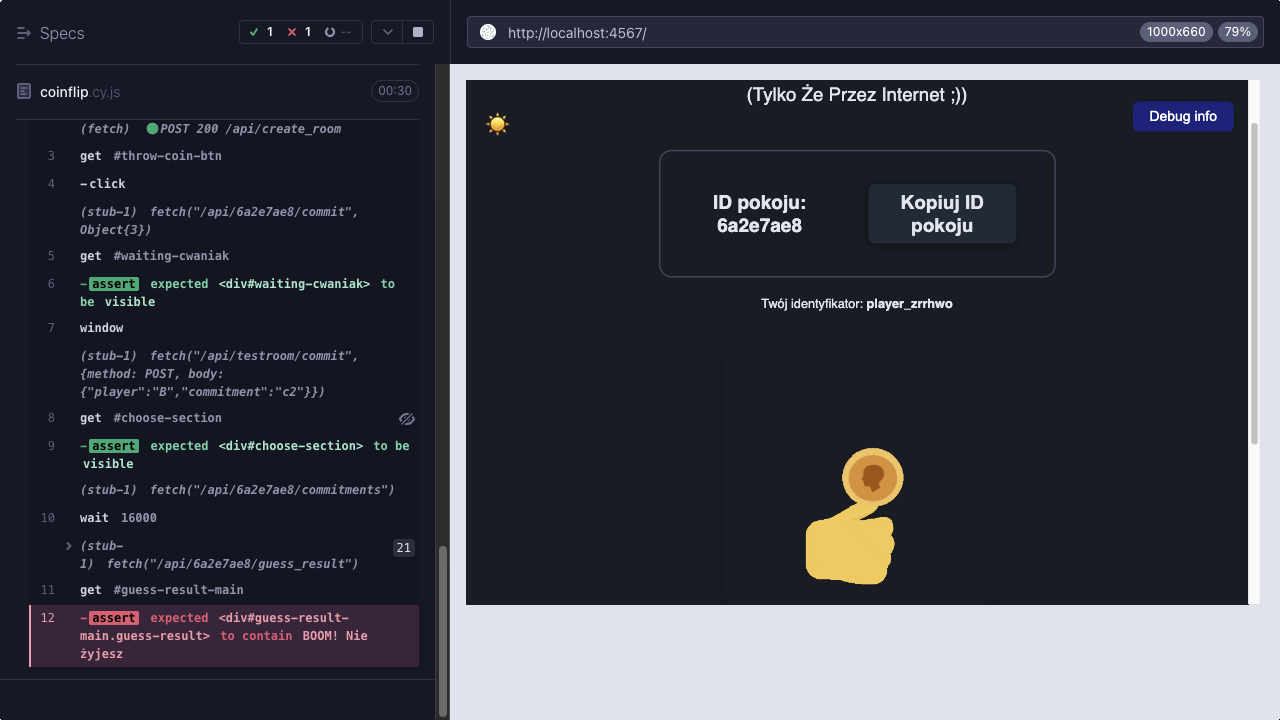 Specs
1
1
--
http://localhost:4567/
1000x660
79%
coinflip.cy.js
00:30
(fetch) POST 200 /api/create_room
3 get #throw-coin-btn
4 -click
(stub-1) fetch("/api/6a2e7ae8/commit",
Object{3})
5 get #waiting-cwaniak
6 -assert expected <div#waiting-cwaniak> to
be visible
7 window
(stub-1) fetch("/api/testroom/commit",
{method: POST, body:
{"player":"B","commitment":"c2"}})
8 get #choose-section
9 -assert expected <div#choose-section> to be
visible
(stub-1) fetch("/api/6a2e7ae8/commitments")
10 wait 16000
(stub-
1) fetch("/api/6a2e7ae8/guess_result")
21
11 get #guess-result-main
12 -assert expected <div#guess-result-
main.guess-result> to contain BOOM! Nie
żyjesz
(Tylko Że Przez Internet ;))
Debug info
ID pokoju:
6a2e7ae8
Kopiuj ID
pokoju
Twój identyfikator: player_zrrhwo